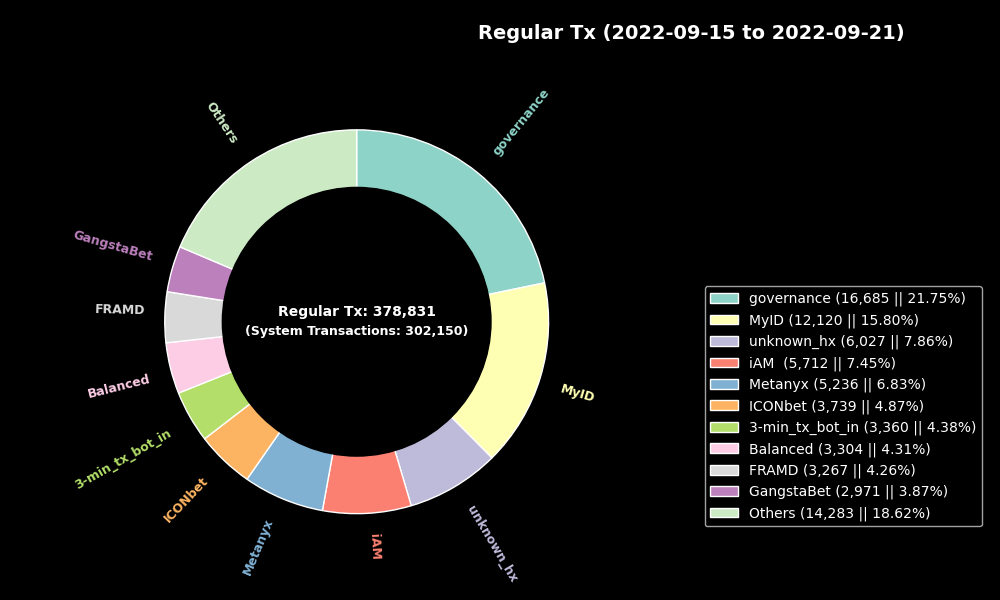 Regular Tx (2022-09-15 to 2022-09-21)
governance
Others
GangstaBet
FRAMD
Balanced
3-min_tx_bot_in
ICONbet
Metanyx
iAM
unknown_hx
MyID
Regular Tx: 378,831
(System Transactions: 302,150)
governance (16,685 || 21.75%)
MyID (12,120 || 15.80%)
unknown_hx (6,027 || 7.86%)
iAM  (5,712 || 7.45%)
Metanyx (5,236 || 6.83%)
ICONbet (3,739 || 4.87%)
3-min_tx_bot_in (3,360 || 4.38%)
Balanced (3,304 || 4.31%)
FRAMD (3,267 || 4.26%)
GangstaBet (2,971 || 3.87%)
Others (14,283 || 18.62%)